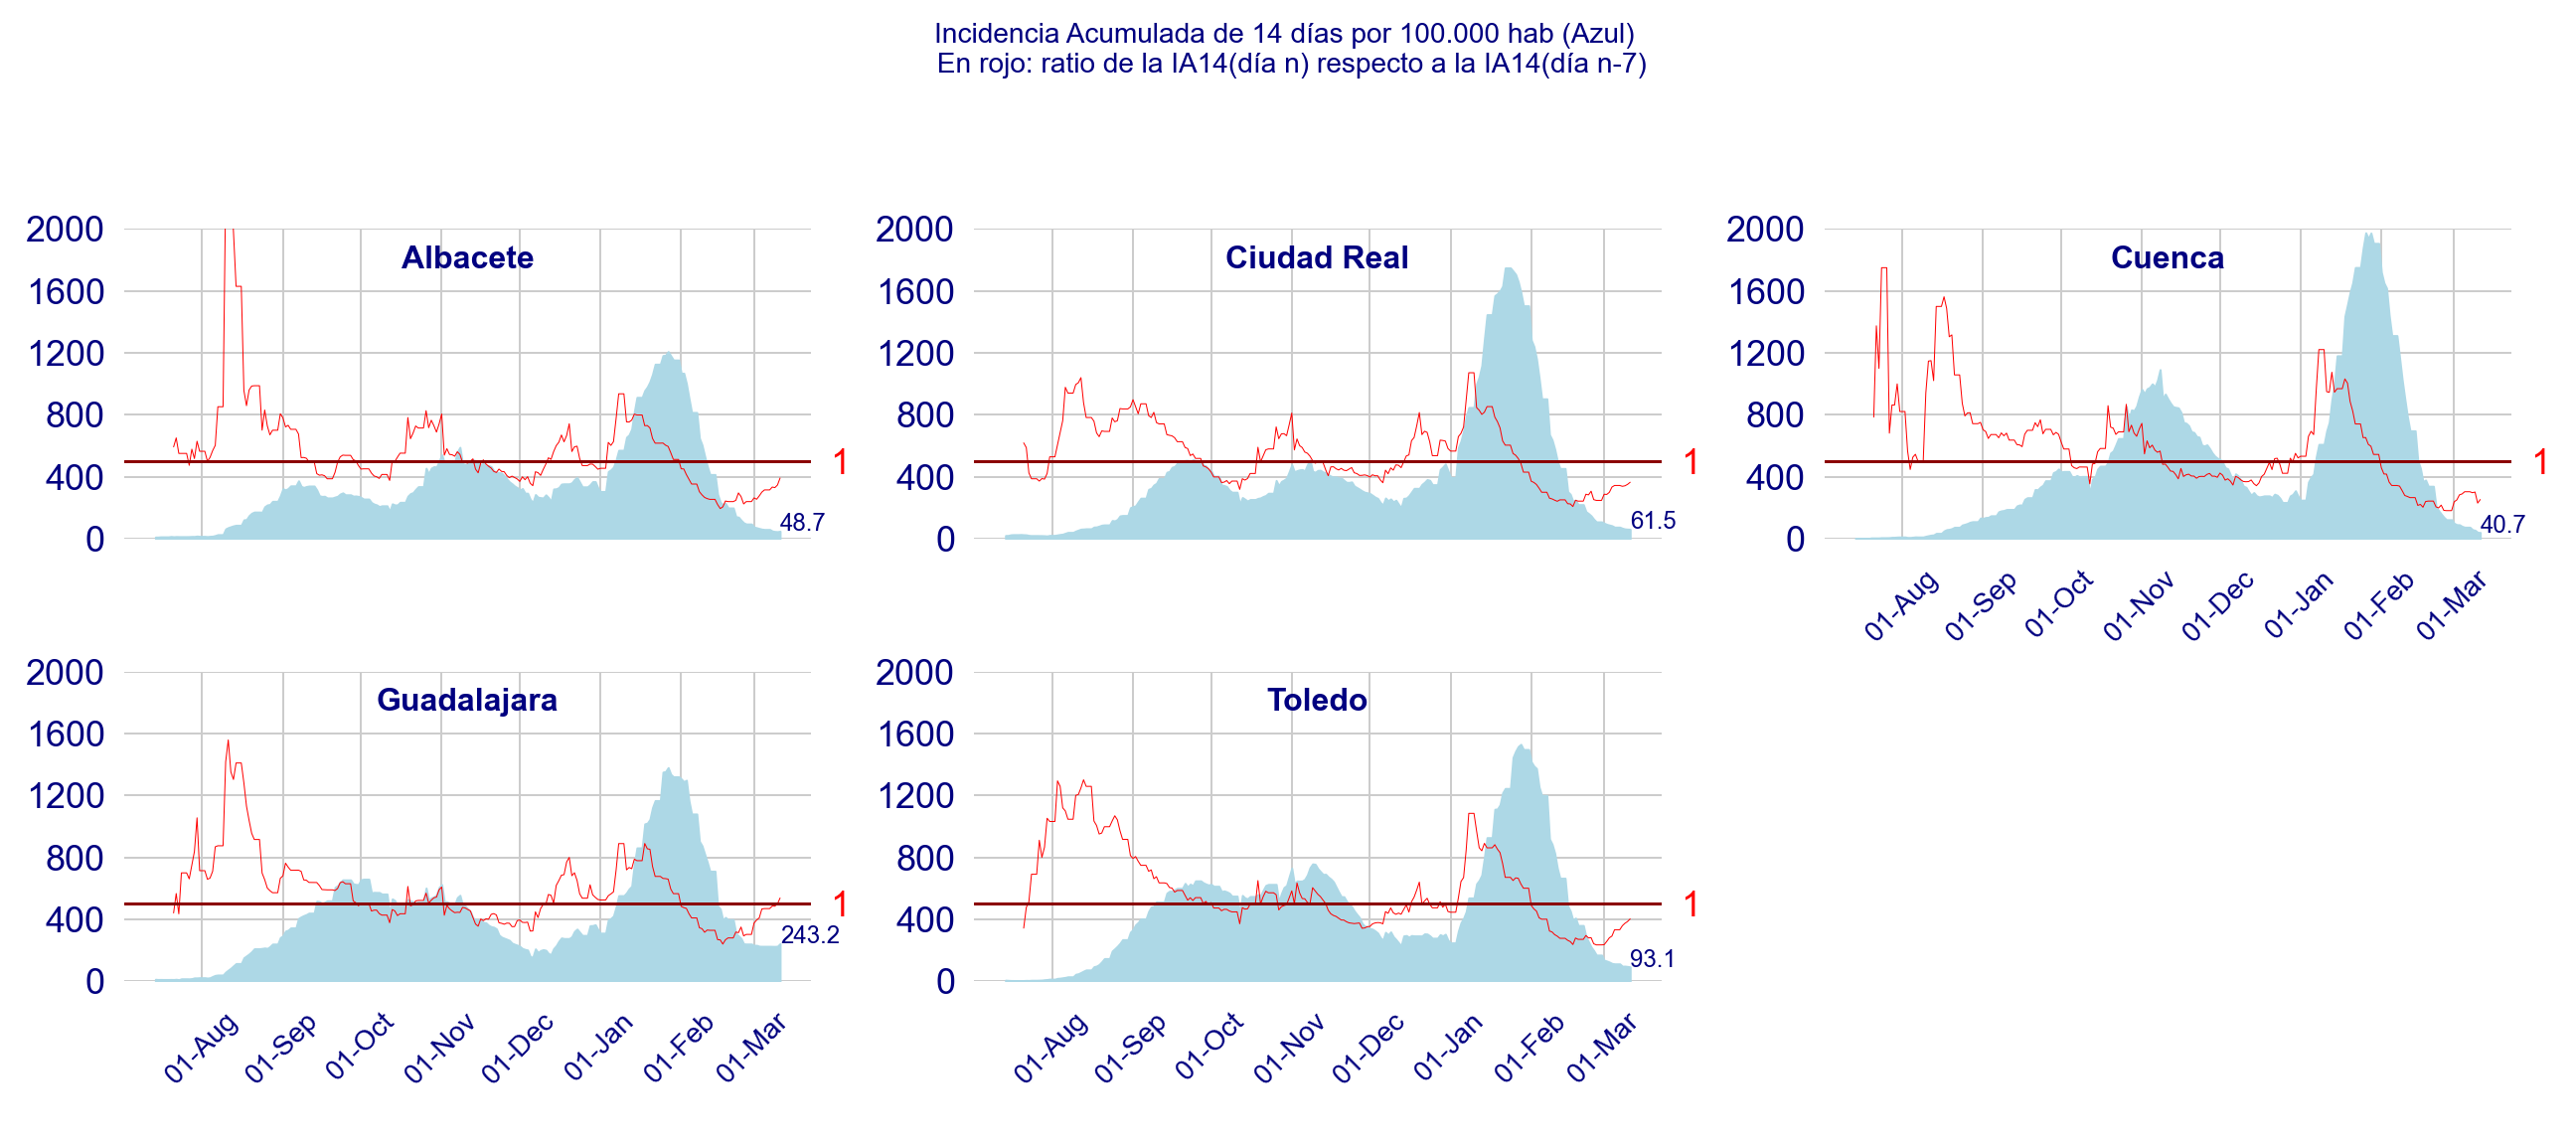 Incidencia Acumulada de 14 días por 100.000 hab (Azul)
En rojo: ratio de la IA14(día n) respecto a la IA14(día n-7)
Albacete
2000
1600
1200
800
400
0
1
48.7
Ciudad Real
2000
1600
1200
800
400
0
1
61.5
Cuenca
2000
1600
1200
800
400
0
1
40.7
01-Aug
01-Sep
01-Oct
01-Nov
01-Dec
01-Jan
01-Feb
01-Mar
Guadalajara
2000
1600
1200
800
400
0
1
243.2
01-Aug
01-Sep
01-Oct
01-Nov
01-Dec
01-Jan
01-Feb
01-Mar
Toledo
2000
1600
1200
800
400
0
1
93.1
01-Aug
01-Sep
01-Oct
01-Nov
01-Dec
01-Jan
01-Feb
01-Mar